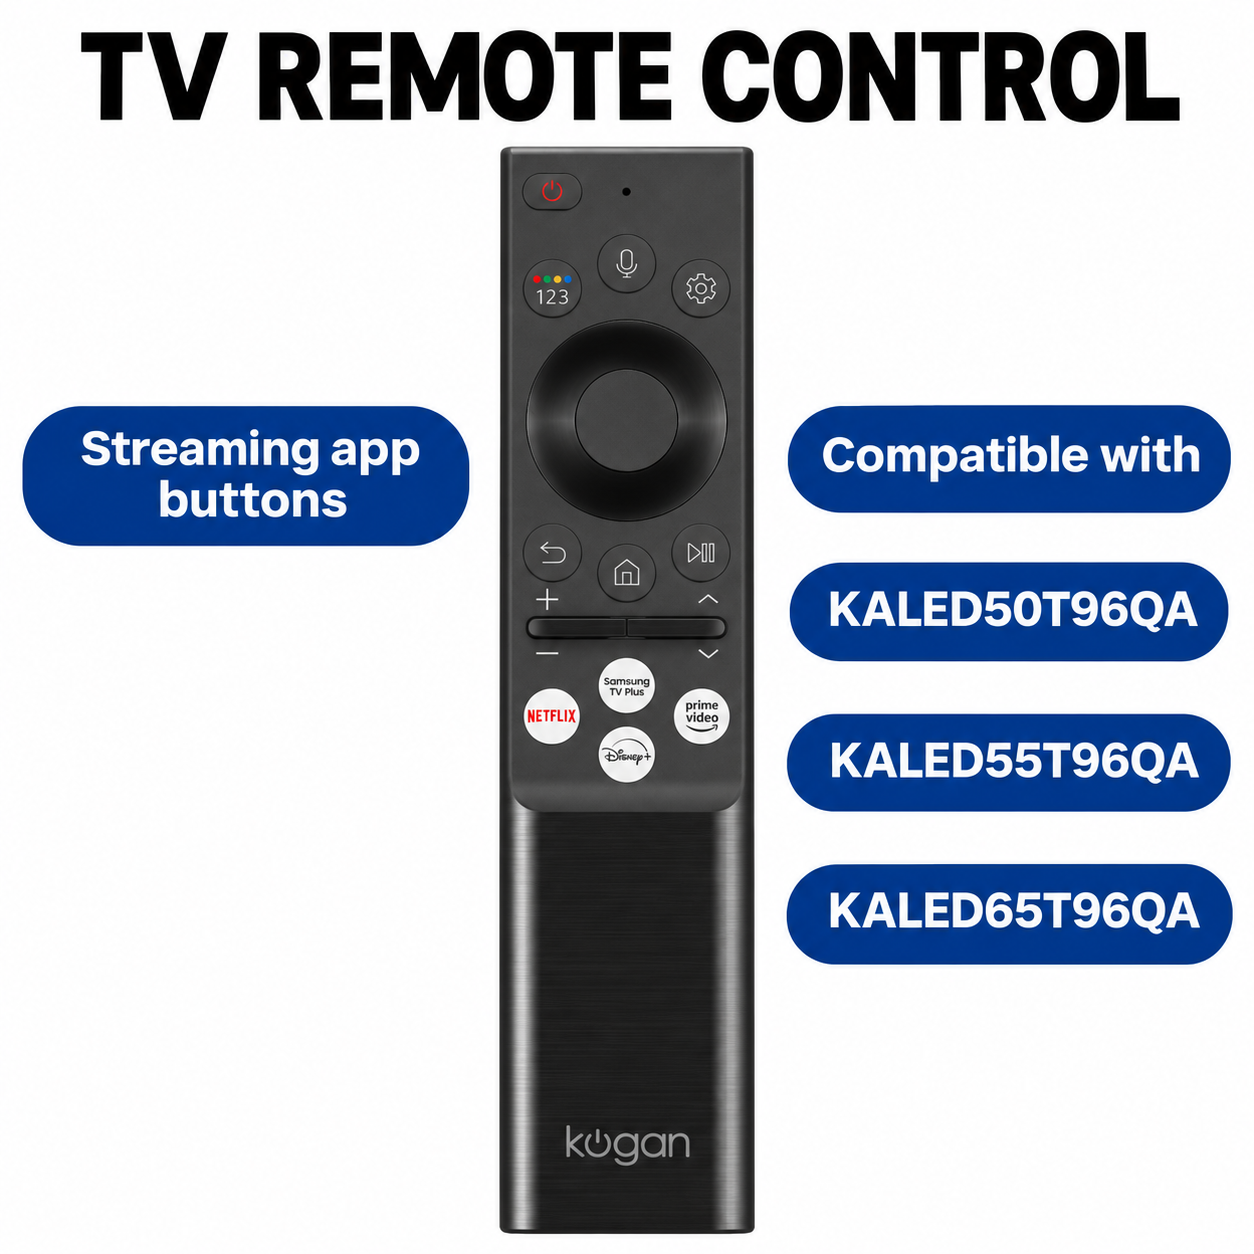 TV REMOTE CONTROL
123
Streaming app
buttons
Compatible with
KALED50T96QA
KALED55T96QA
Samsung
TV Plus
NETFLIX
prime
video
Disney+
KALED65T96QA
kogan